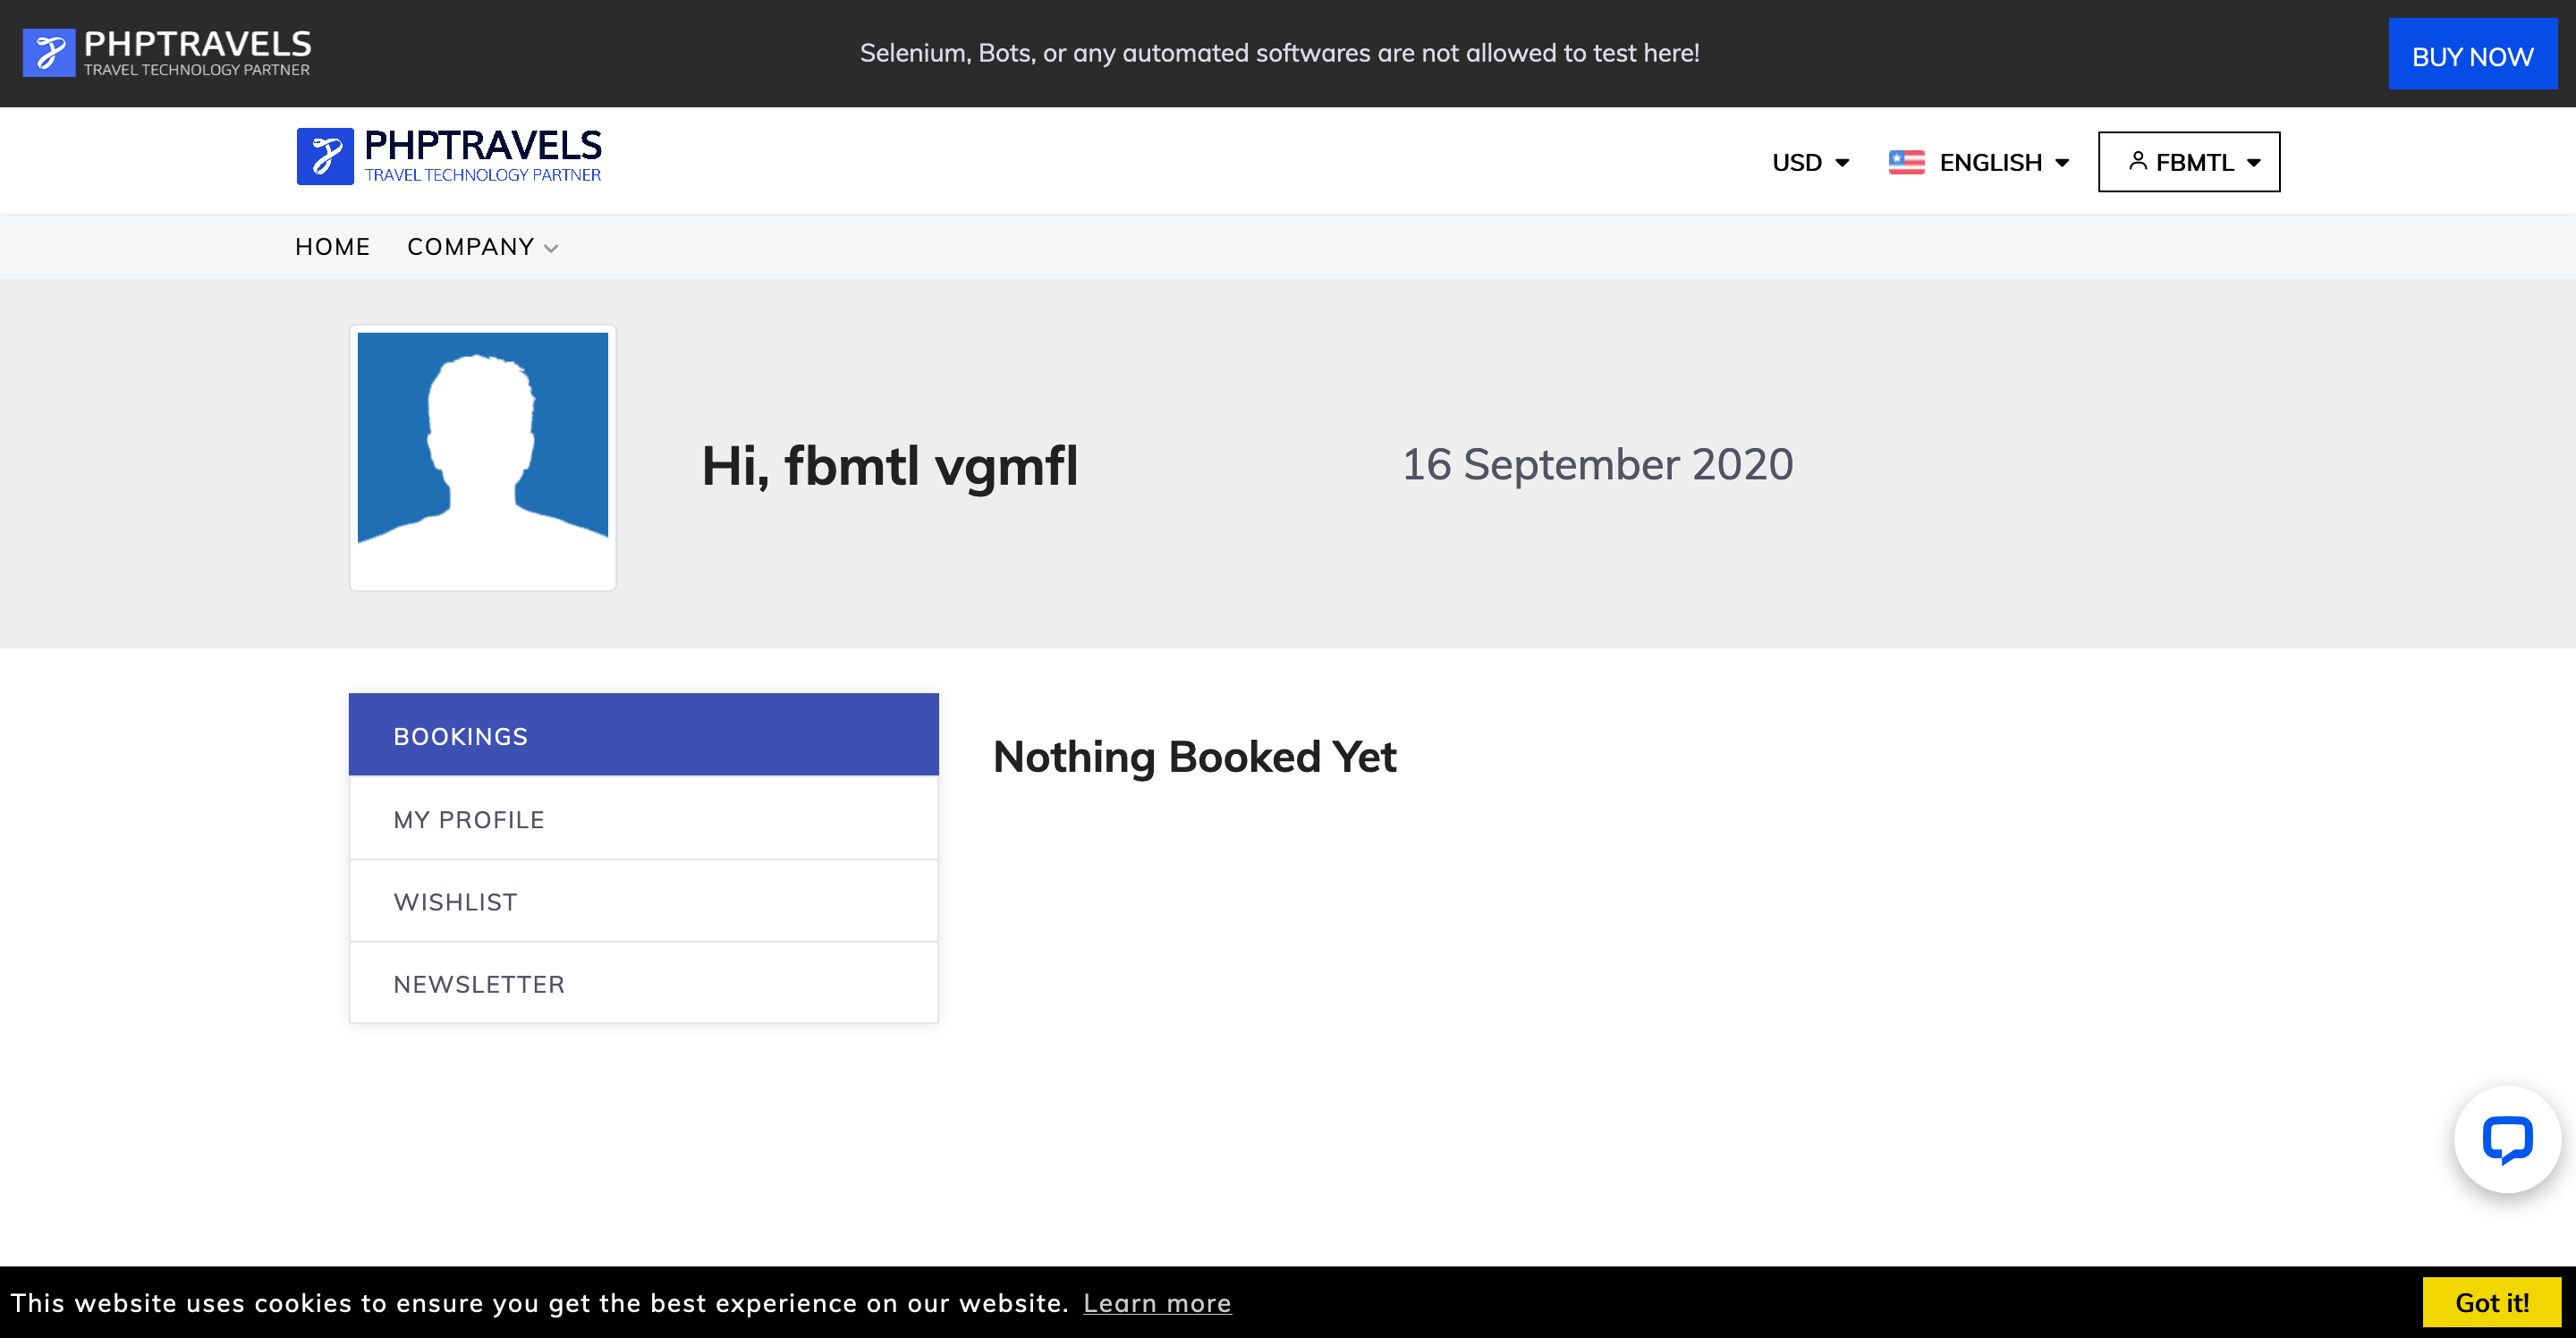 PHPTRAVELS
TRAVEL TECHNOLOGY PARTNER
Selenium, Bots, or any automated softwares are not allowed to test here!
BUY NOW
PHPTRAVELS
TRAVEL TECHNOLOGY PARTNER
USD
ENGLISH
FBMTL
HOME
COMPANY
Hi, fbmtl vgmfl
16 September 2020
BOOKINGS
MY PROFILE
WISHLIST
NEWSLETTER
Nothing Booked Yet
This website uses cookies to ensure you get the best experience on our website. Learn more
Got it!